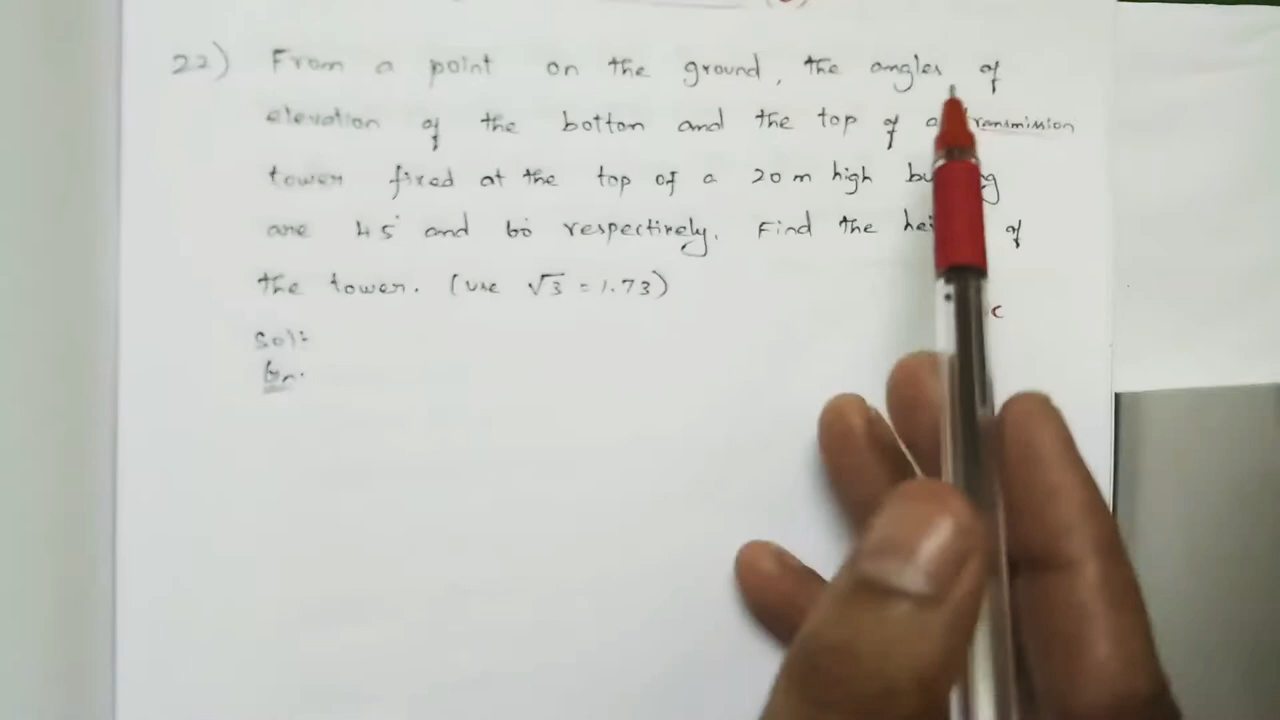 22) From a point on the ground, the angles of
elevation of the bottom and the top of a transmission
tower fixed at the top of a 20 m high
are 45° and 60° respectively. Find the of
the tower. (use √3 = 1.73)
c
Sol:
Gn.